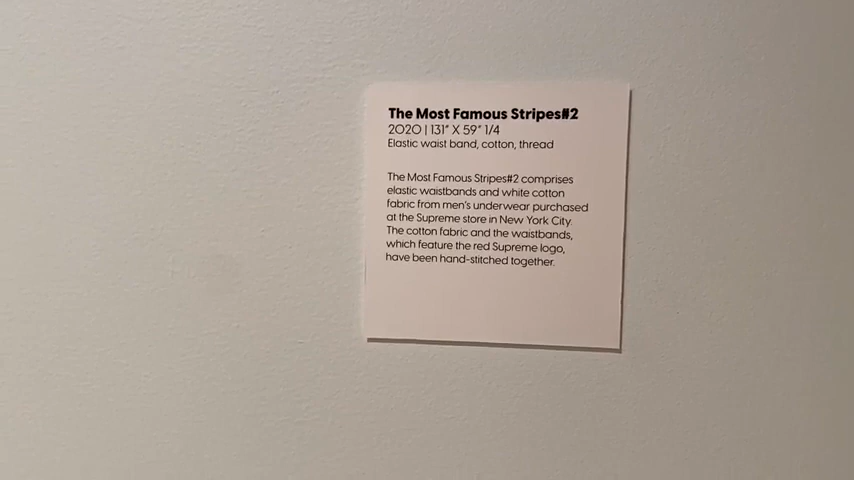 The Most Famous Stripes#2
2020 | 131" X 59" 1/4
Elastic waist band, cotton, thread
The Most Famous Stripes#2 comprises
elastic waistbands and white cotton
fabric from men's underwear purchased
at the Supreme store in New York City.
The cotton fabric and the waistbands,
which feature the red Supreme logo,
have been hand-stitched together.